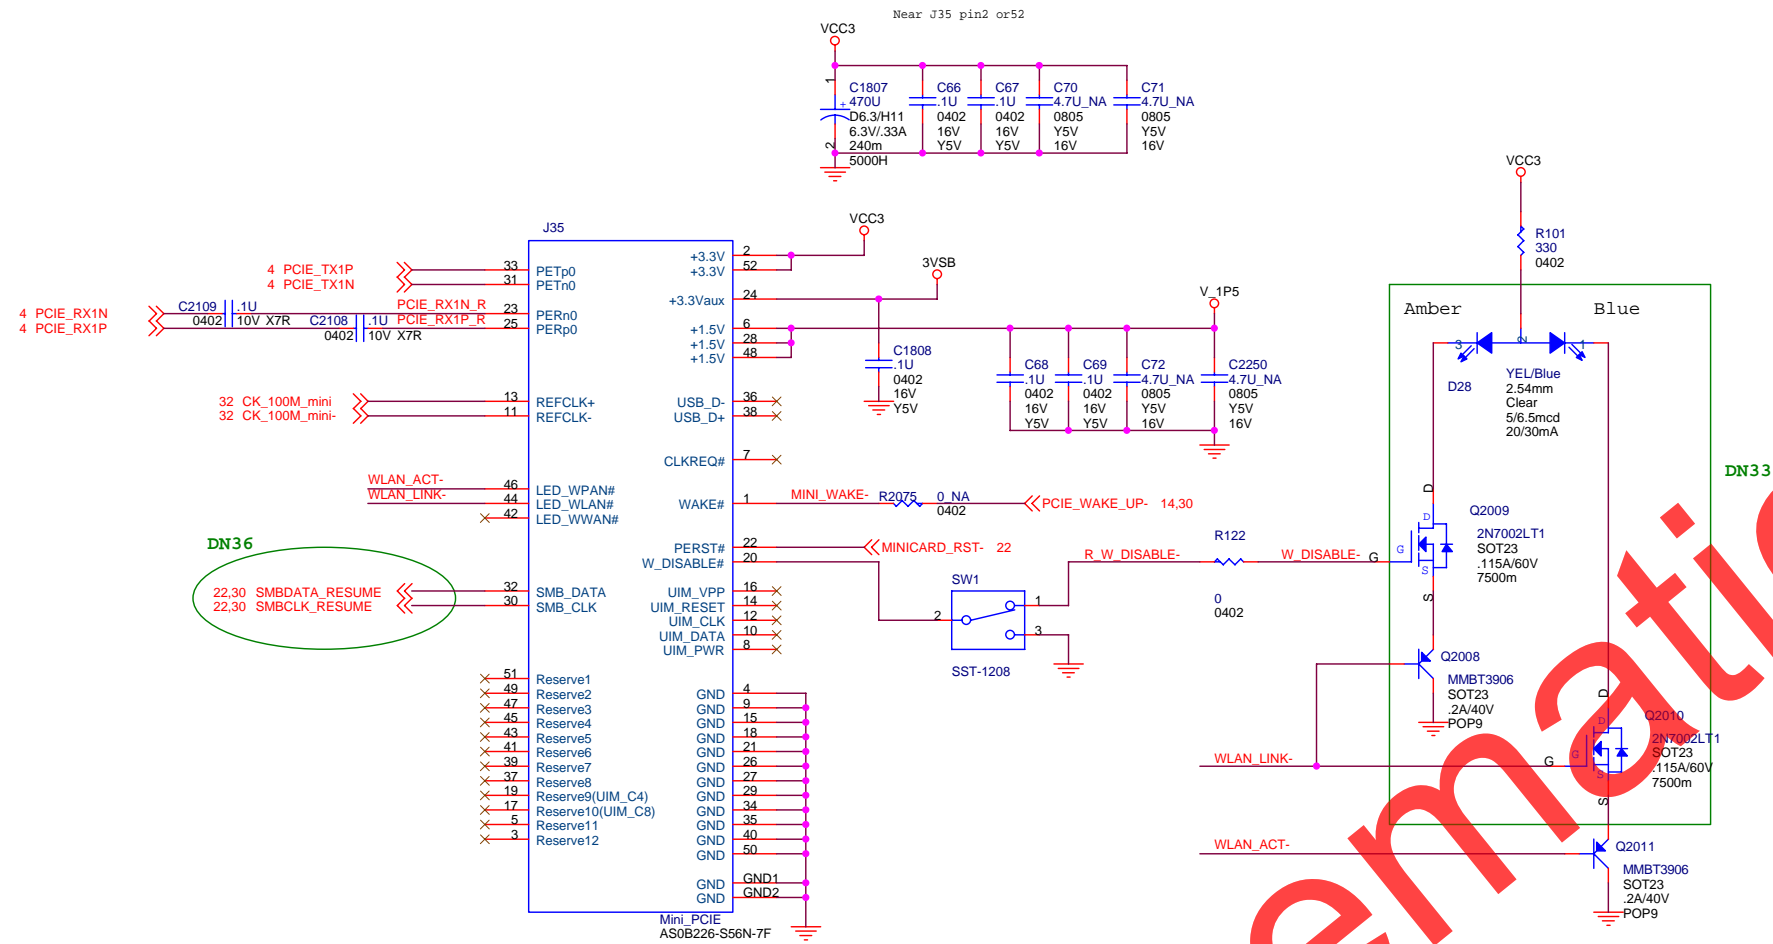 Near J35 pin2 or52
VCC3
1
2
C1807
470U
+
D6.3/H11
6.3V/.33A
240m
5000H
C66
.1U
0402
16V
Y5V
C67
.1U
0402
16V
Y5V
C70
4.7U_NA
0805
Y5V
16V
C71
4.7U_NA
0805
Y5V
16V
J35
4 PCIE_TX1P
4 PCIE_TX1N
4 PCIE_RX1N
4 PCIE_RX1P
C2109
.1U
0402
10V X7R
C2108
.1U
0402
10V X7R
PCIE_RX1N_R
PCIE_RX1P_R
32 CK_100M_mini
32 CK_100M_mini-
WLAN_ACT-
WLAN_LINK-
DN36
22,30 SMBDATA_RESUME
22,30 SMBCLK_RESUME
33 PETp0
31 PETn0
23 PERn0
25 PERp0
13 REFCLK+
11 REFCLK-
46 LED_WPAN#
44 LED_WLAN#
42 LED_WWAN#
32 SMB_DATA
30 SMB_CLK
51 Reserve1
49 Reserve2
47 Reserve3
45 Reserve4
43 Reserve5
41 Reserve6
39 Reserve7
37 Reserve8
19 Reserve9(UIM_C4)
17 Reserve10(UIM_C8)
5 Reserve11
3 Reserve12
+3.3V 2
+3.3V 52
+3.3Vaux 24
+1.5V 6
+1.5V 28
+1.5V 48
USB_D- 36
USB_D+ 38
CLKREQ# 7
WAKE# 1
PERST# 22
W_DISABLE# 20
UIM_VPP 16
UIM_RESET 14
UIM_CLK 12
UIM_DATA 10
UIM_PWR 8
GND 4
GND 9
GND 15
GND 18
GND 21
GND 26
GND 27
GND 29
GND 34
GND 35
GND 40
GND 50
GND GND1
GND GND2
Mini_PCIE
AS0B226-S56N-7F
VCC3
3VSB
V_1P5
C1808
.1U
0402
16V
Y5V
C68
.1U
0402
16V
Y5V
C69
.1U
0402
16V
Y5V
C72
4.7U_NA
0805
Y5V
16V
C2250
4.7U_NA
0805
Y5V
16V
MINI_WAKE-
R2075
0_NA
0402
PCIE_WAKE_UP- 14,30
MINICARD_RST- 22
SW1
2
1
3
SST-1208
R_W_DISABLE-
R122
0
0402
W_DISABLE-
G
VCC3
R101
330
0402
Amber
Blue
3
2
1
D28
YEL/Blue
2.54mm
Clear
5/6.5mcd
20/30mA
DN33
D
D
G
S
S
Q2009
2N7002LT1
SOT23
.115A/60V
7500m
Q2008
MMBT3906
SOT23
.2A/40V
POP9
WLAN_LINK-
G
D
D
G
S
S
Q2010
2N7002LT1
SOT23
.115A/60V
7500m
WLAN_ACT-
Q2011
MMBT3906
SOT23
.2A/40V
POP9
ematic